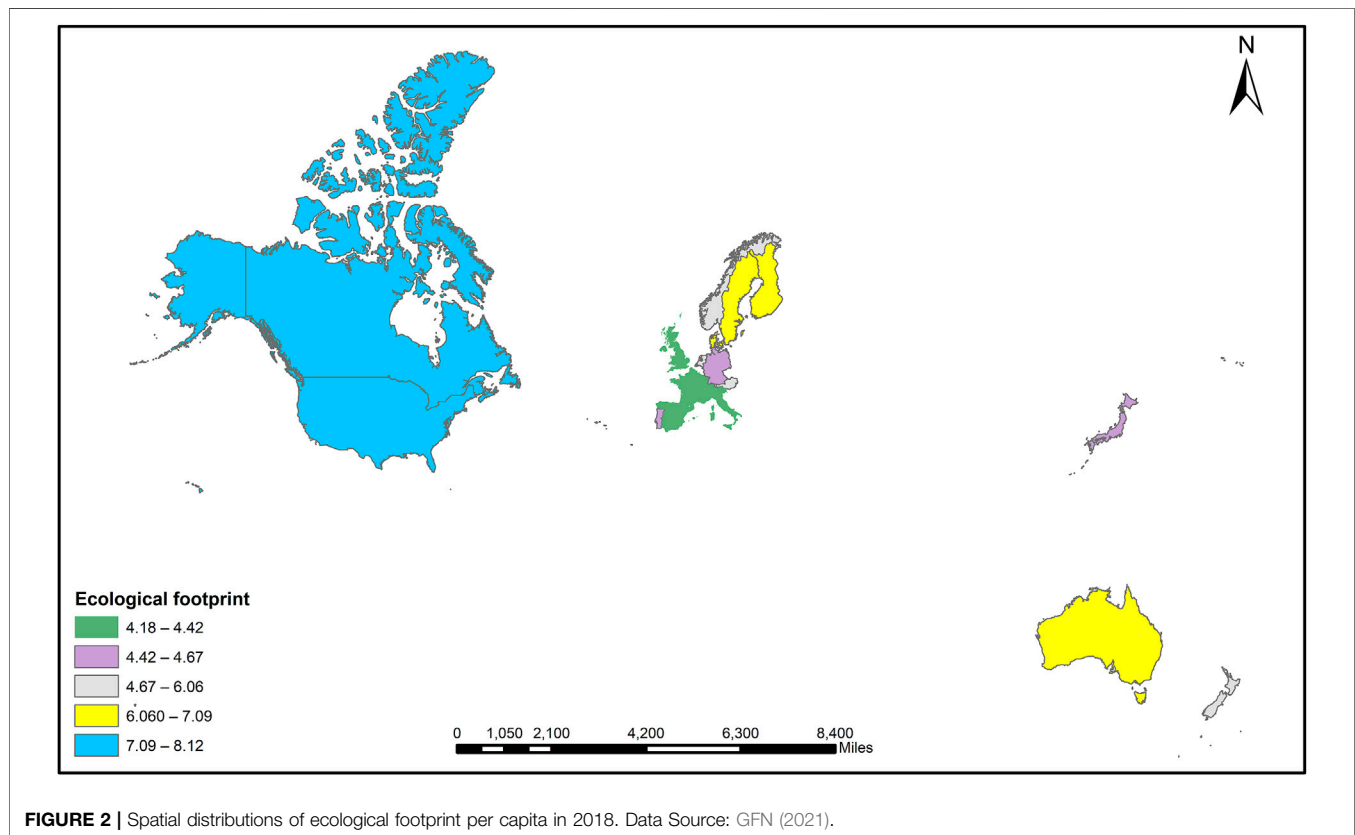 N
Ecological footprint
4.18 – 4.42
4.42 – 4.67
4.67 – 6.06
6.060 – 7.09
7.09 – 8.12
0 1,050 2,100 4,200 6,300 8,400
Miles
FIGURE 2 | Spatial distributions of ecological footprint per capita in 2018. Data Source: GFN (2021).